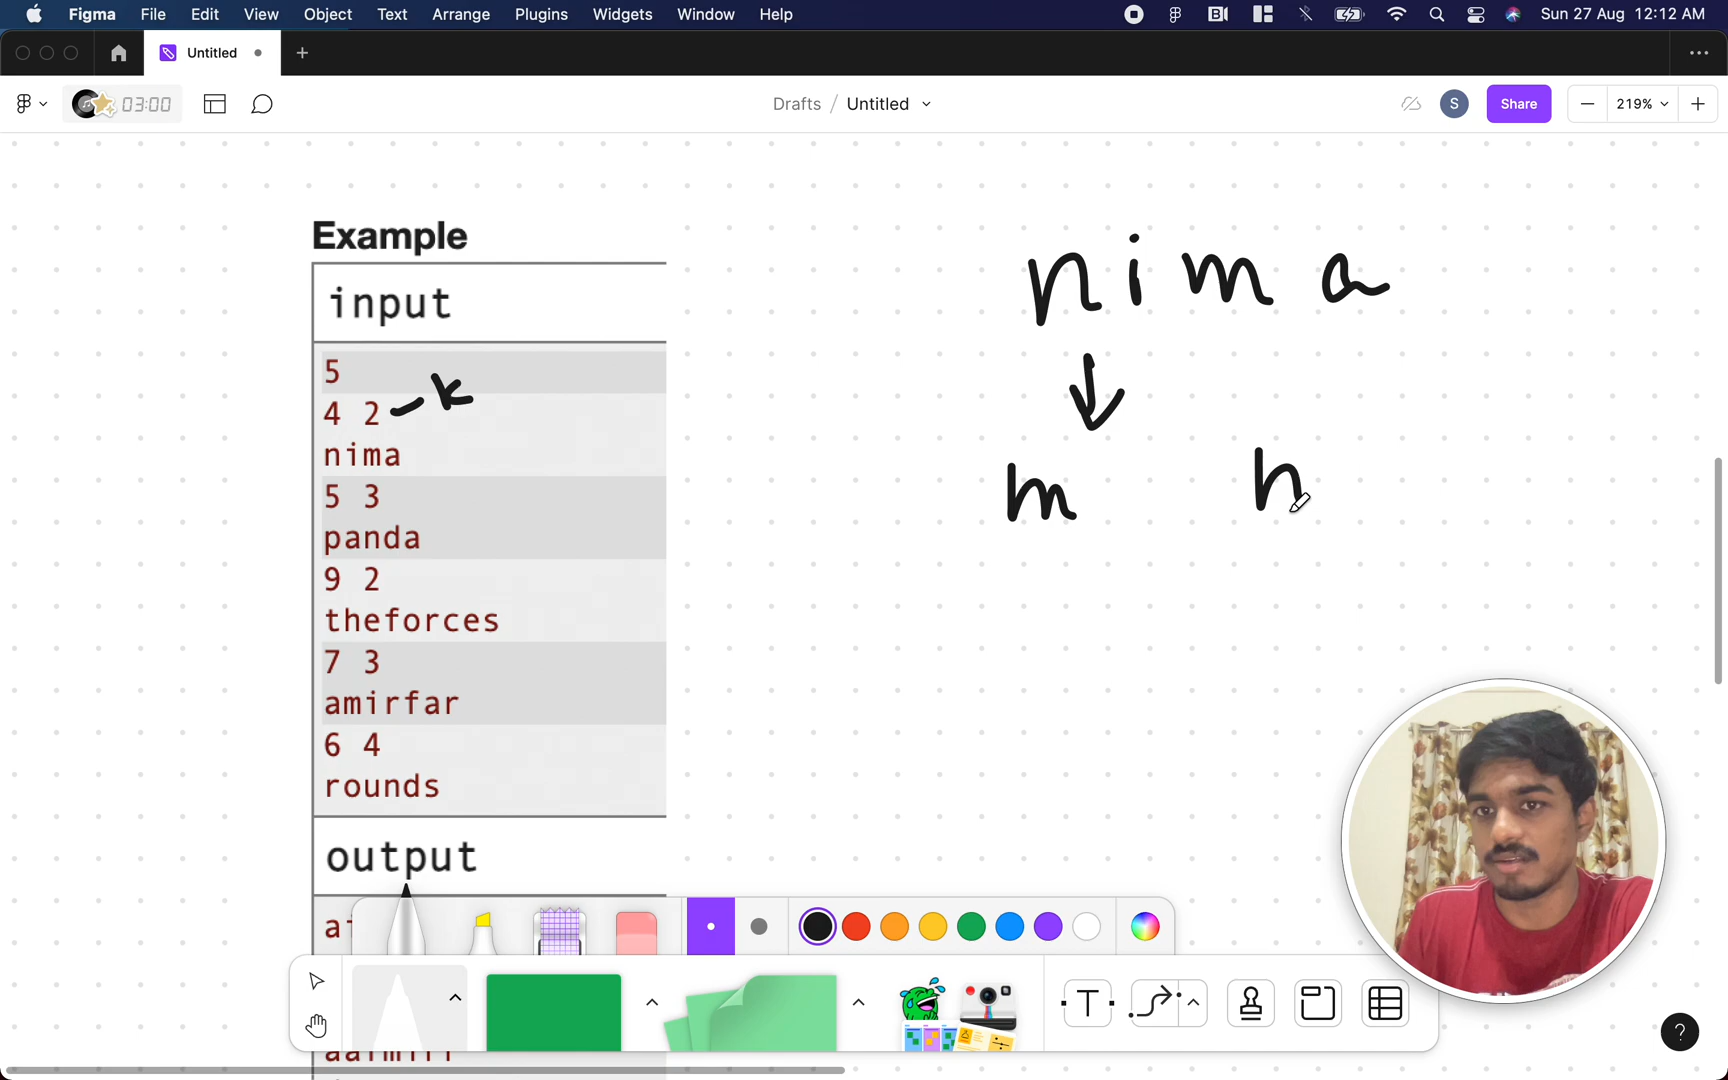 Figma File Edit View Object Text Arrange Plugins Widgets Window Help Sun 27 Aug 12:12 AM
Untitled
03:00 Drafts / Untitled S Share 219%
Example
input
5
4 2 - k
nima
5 3
panda
9 2
theforces
7 3
amirfar
6 4
rounds
output
n i m a
m n
T
?